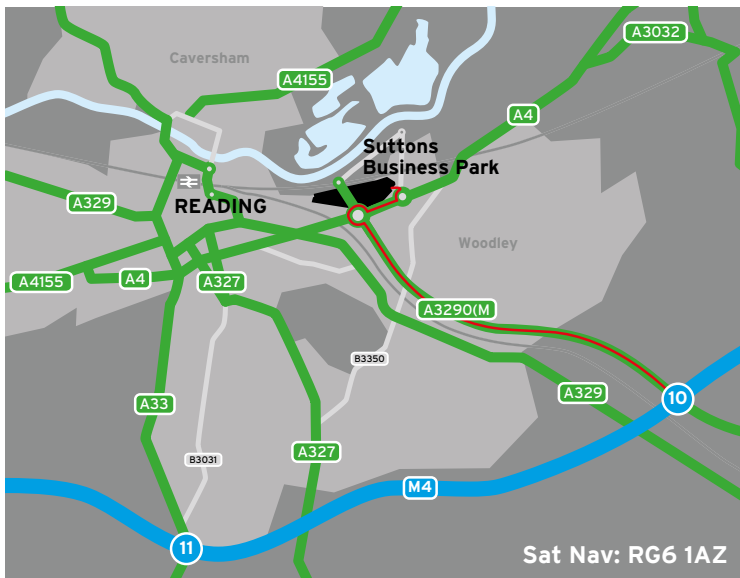 Caversham
A3032
A4155
A4
Suttons
Business Park
READING
A329
Woodley
A4155
A4
A327
A3290(M
B3350
A329
10
A33
A327
B3031
M4
11
Sat Nav: RG6 1AZ